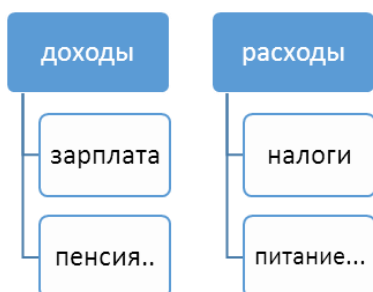 доходы
зарплата
пенсия..
расходы
налоги
питание...